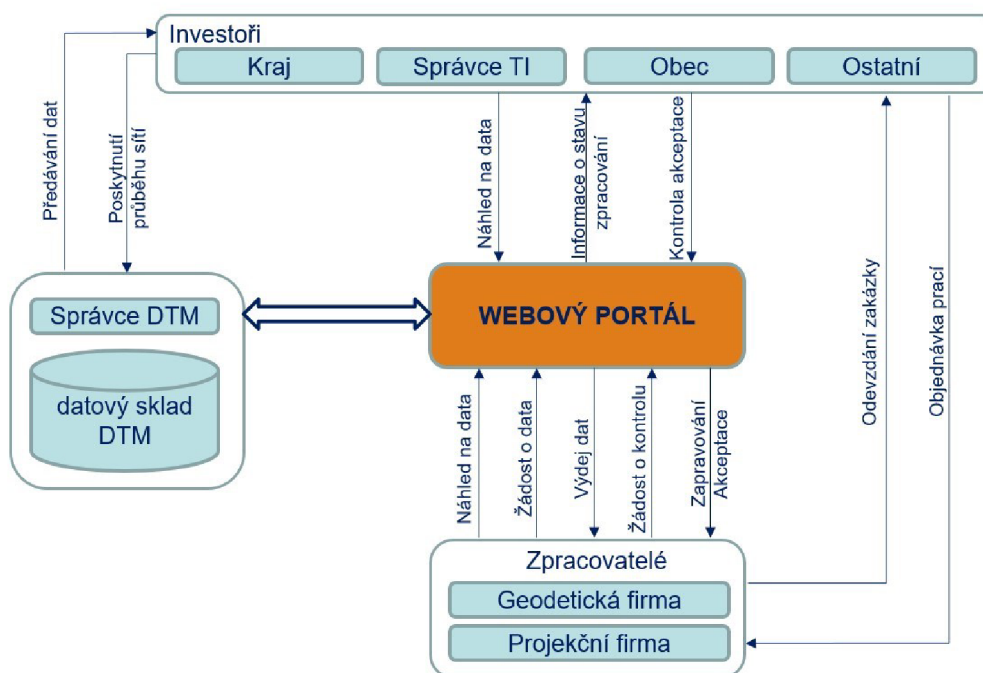 Investoři
Kraj
Správce TI
Obec
Ostatní
Předávání dat
Poskytnutí
průběhu sítí
Náhled na data
Informace o stavu
zpracování
Kontrola akceptace
Odevzdání zakázky
Objednávka prací
Správce DTM
datový sklad
DTM
WEBOVÝ PORTÁL
Náhled na data
Žádost o data
Výdej dat
Žádost o kontrolu
Zapravování
Akceptace
Zpracovatelé
Geodetická firma
Projekční firma